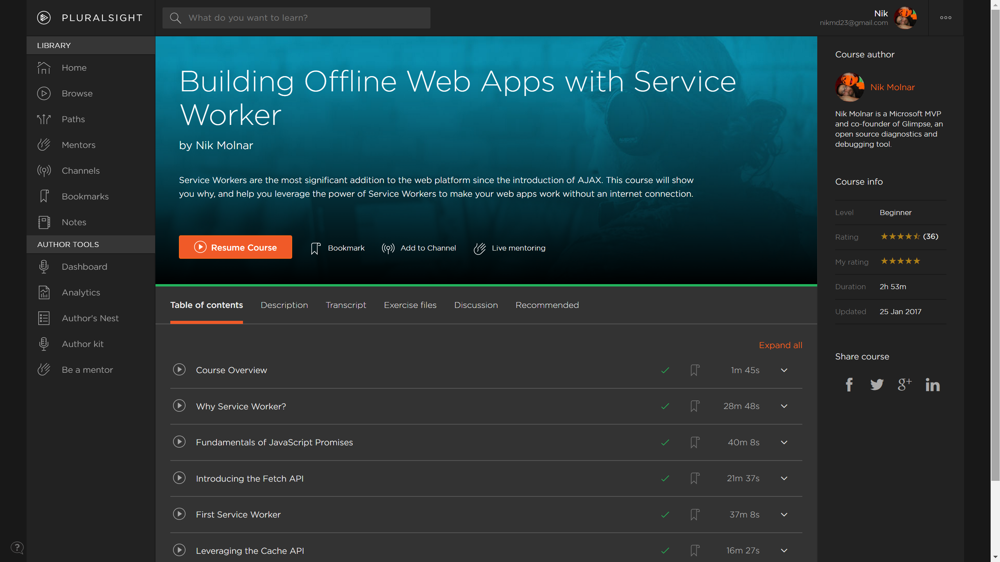 PLURALSIGHT
What do you want to learn?
Nik
nikmd23@gmail.com
LIBRARY
Home
Browse
Paths
Mentors
Channels
Bookmarks
Notes
AUTHOR TOOLS
Dashboard
Analytics
Author's Nest
Author kit
Be a mentor
?
Building Offline Web Apps with Service
Worker
by Nik Molnar
Service Workers are the most significant addition to the web platform since the introduction of AJAX. This course will show
you why, and help you leverage the power of Service Workers to make your web apps work without an internet connection.
Resume Course
Bookmark
Add to Channel
Live mentoring
Table of contents
Description
Transcript
Exercise files
Discussion
Recommended
Expand all
Course Overview 1m 45s
Why Service Worker? 28m 48s
Fundamentals of JavaScript Promises 40m 8s
Introducing the Fetch API 21m 37s
First Service Worker 37m 8s
Leveraging the Cache API 16m 27s
Course author
Nik Molnar
Nik Molnar is a Microsoft MVP
and co-founder of Glimpse, an
open source diagnostics and
debugging tool.
Course info
Level Beginner
Rating (36)
My rating
Duration 2h 53m
Updated 25 Jan 2017
Share course
f
g+
in